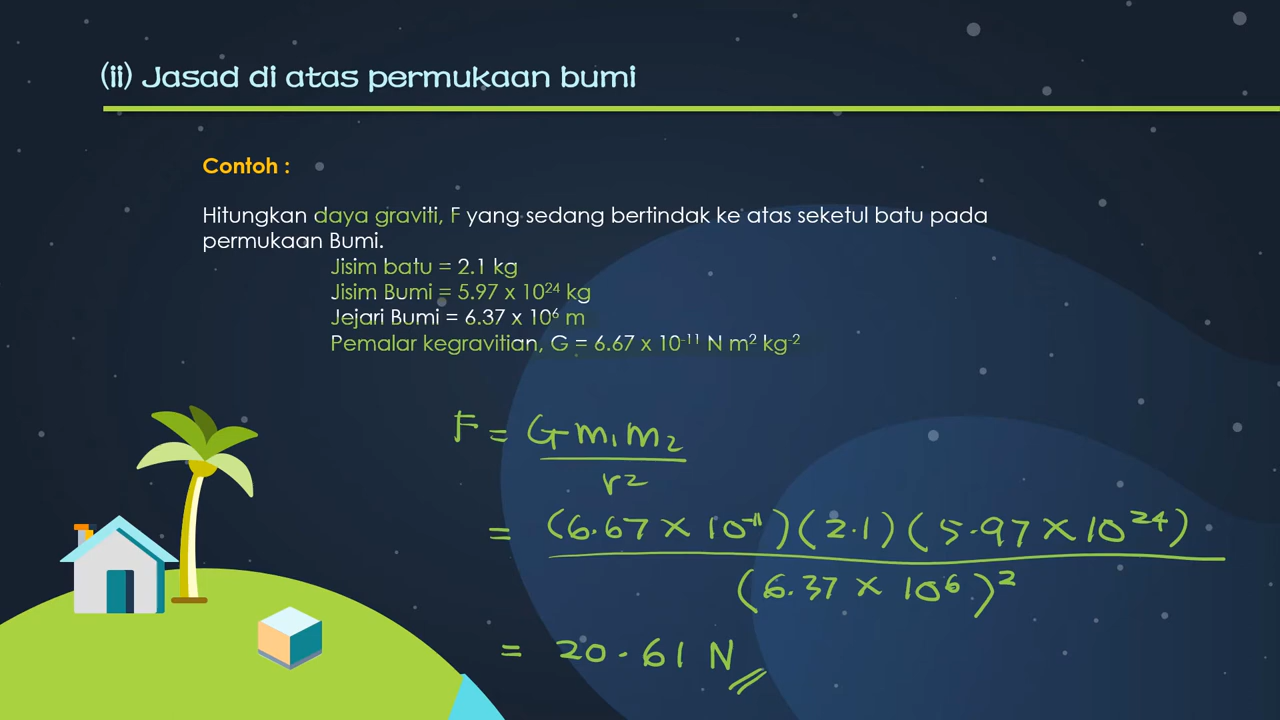 (ii) Jasad di atas permukaan bumi
Contoh :
Hitungkan daya graviti, F yang sedang bertindak ke atas seketul batu pada
permukaan Bumi.
Jisim batu = 2.1 kg
Jisim Bumi = 5.97 x 10²⁴ kg
Jejari Bumi = 6.37 x 10⁶ m
Pemalar kegravitian, G = 6.67 x 10⁻¹¹ N m² kg⁻²
F = Gm₁m₂
r²
= (6.67 × 10⁻¹¹)(2.1)(5.97 × 10²⁴)
(6.37 × 10⁶)²
= 20.61 N